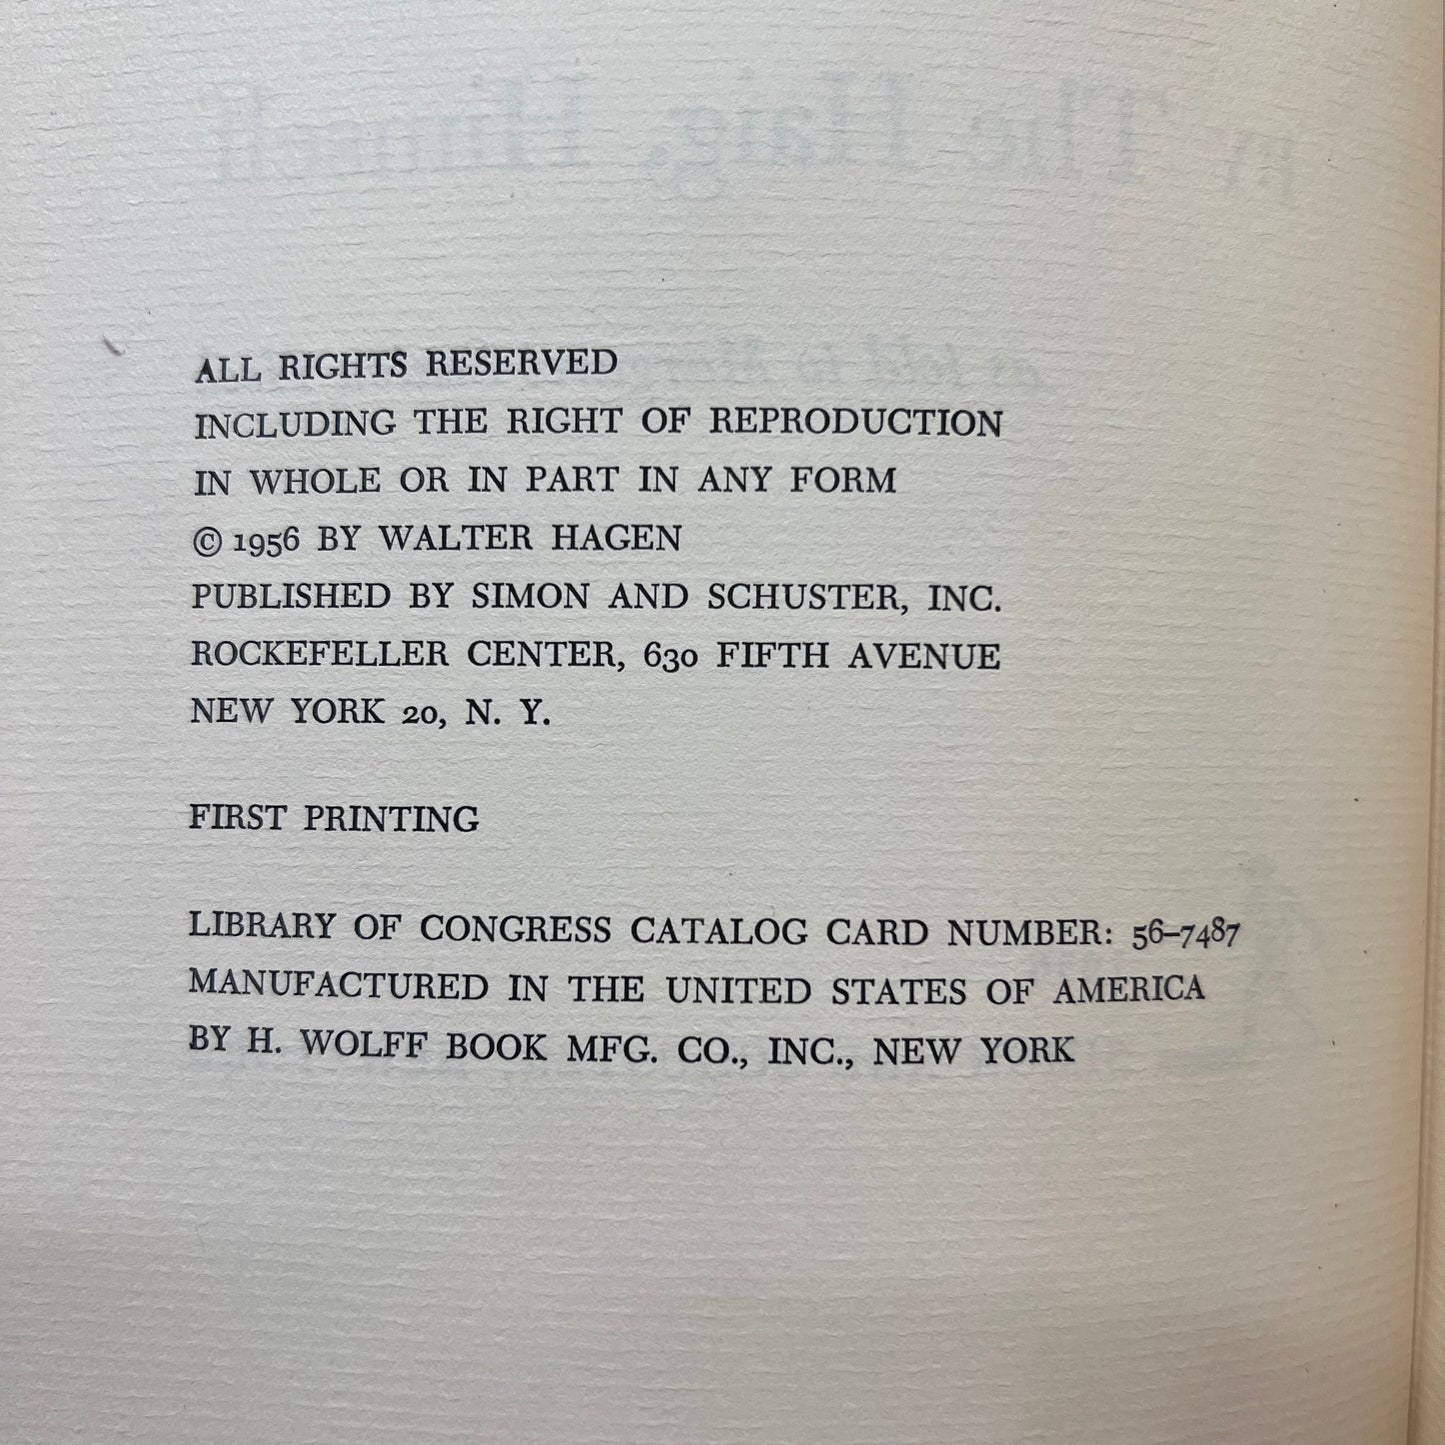 ALL RIGHTS RESERVED
INCLUDING THE RIGHT OF REPRODUCTION
IN WHOLE OR IN PART IN ANY FORM
© 1956 BY WALTER HAGEN
PUBLISHED BY SIMON AND SCHUSTER, INC.
ROCKEFELLER CENTER, 630 FIFTH AVENUE
NEW YORK 20, N. Y.
FIRST PRINTING
LIBRARY OF CONGRESS CATALOG CARD NUMBER: 56–7487
MANUFACTURED IN THE UNITED STATES OF AMERICA
BY H. WOLFF BOOK MFG. CO., INC., NEW YORK